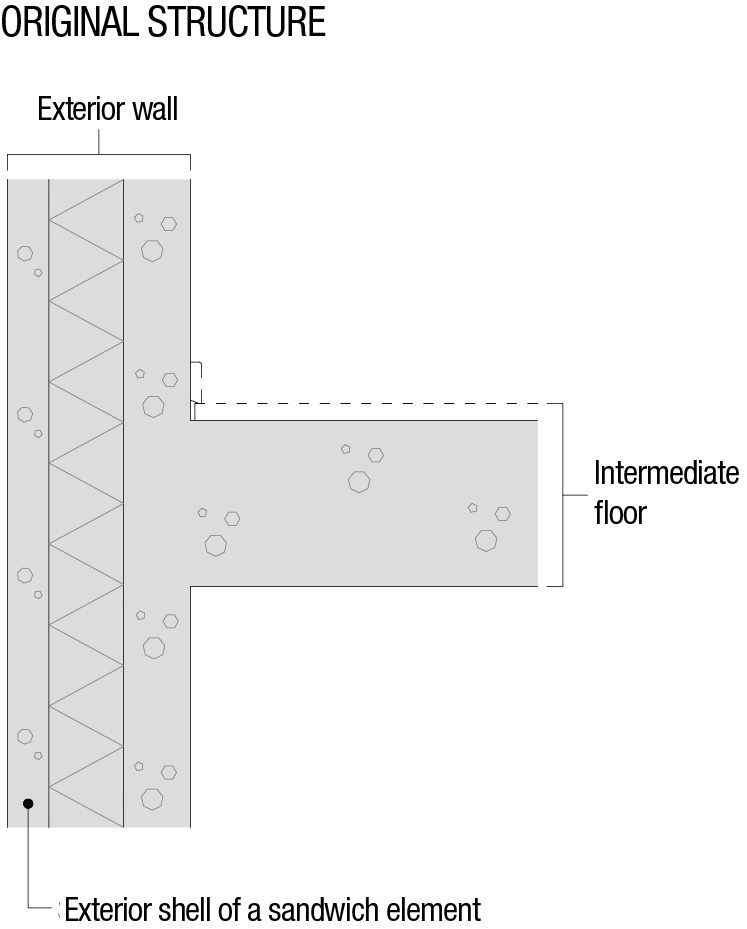 ORIGINAL STRUCTURE
Exterior wall
Intermediate
floor
Exterior shell of a sandwich element